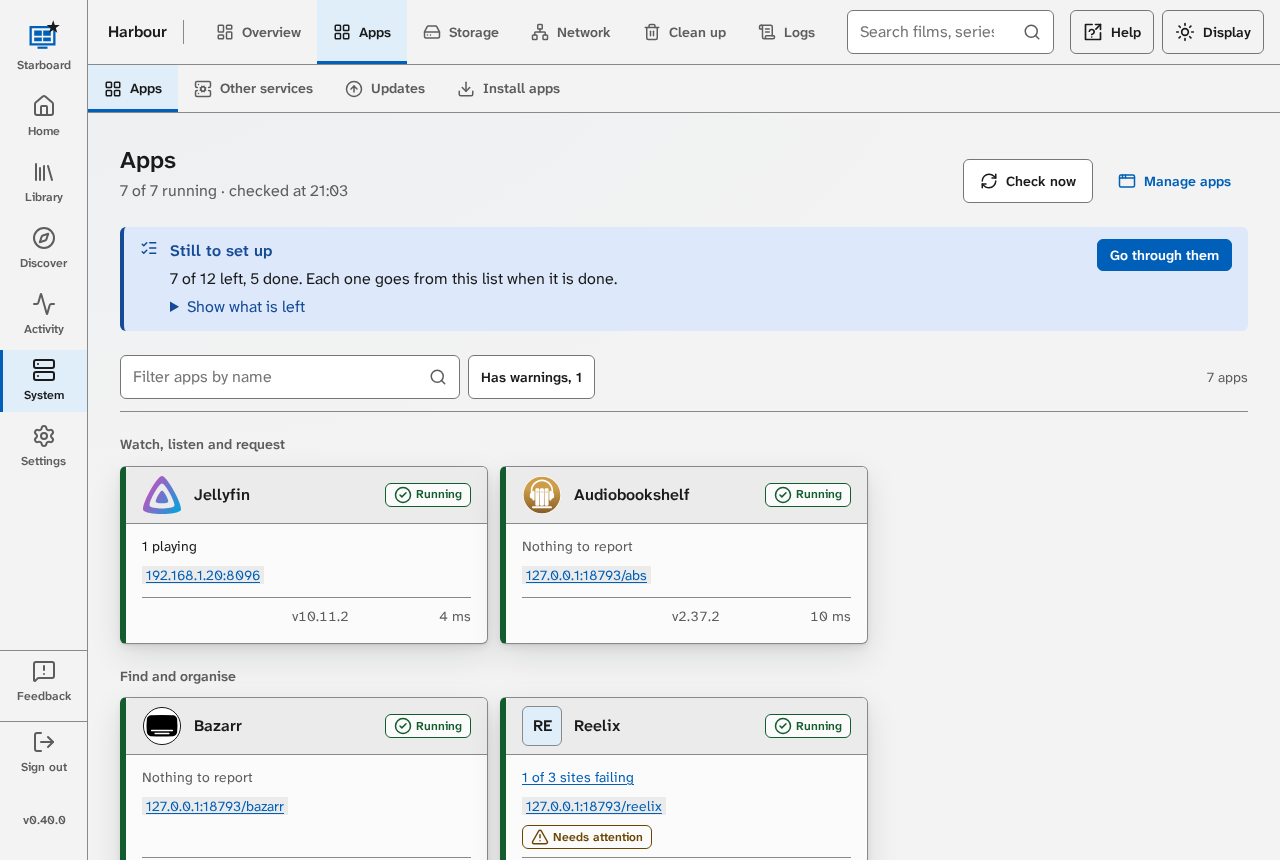 Starboard
Home
Library
Discover
Activity
System
Settings
Feedback
Sign out
v0.40.0
Harbour
Overview
Apps
Storage
Network
Clean up
Logs
Search films, series
Help
Display
Apps
Other services
Updates
Install apps
Apps
7 of 7 running · checked at 21:03
Check now
Manage apps
Still to set up
7 of 12 left, 5 done. Each one goes from this list when it is done.
Show what is left
Go through them
Filter apps by name
Has warnings, 1
7 apps
Watch, listen and request
Jellyfin
Running
1 playing
192.168.1.20:8096
v10.11.2
4 ms
Audiobookshelf
Running
Nothing to report
127.0.0.1:18793/abs
v2.37.2
10 ms
Find and organise
Bazarr
Running
Nothing to report
127.0.0.1:18793/bazarr
RE
Reelix
Running
1 of 3 sites failing
127.0.0.1:18793/reelix
Needs attention